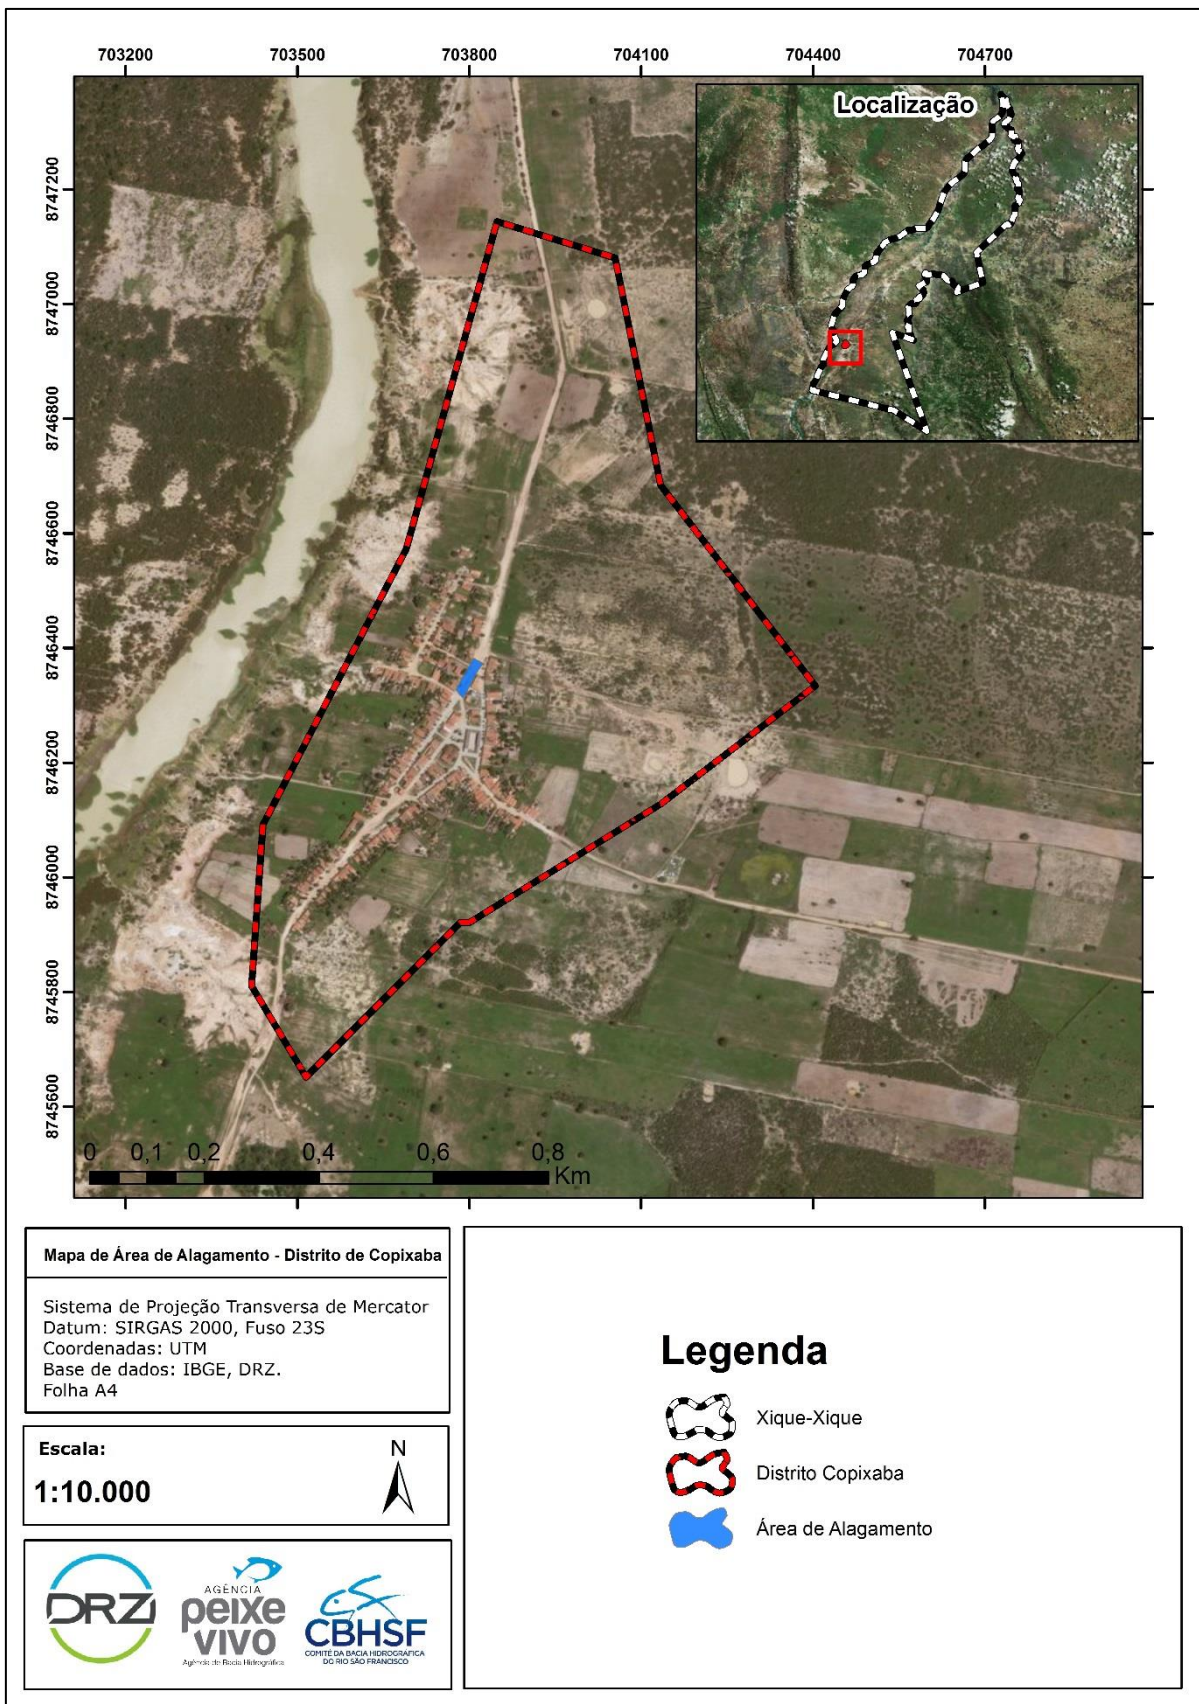 703200 703500 703800 704100 704400 704700
Localização
8747200
8747000
8746800
8746600
8746400
8746200
8746000
8745800
8745600
0 0,1 0,2 0,4 0,6 0,8
Km
Mapa de Área de Alagamento - Distrito de Copixaba
Sistema de Projeção Transversa de Mercator
Datum: SIRGAS 2000, Fuso 23S
Coordenadas: UTM
Base de dados: IBGE, DRZ.
Folha A4
Escala:
1:10.000
N
Legenda
Xique-Xique
Distrito Copixaba
Área de Alagamento
DRZ
AGÊNCIA
peixe
vivo
Agência de Bacia Hidrográfica
CBHSF
COMITÊ DA BACIA HIDROGRÁFICA
DO RIO SÃO FRANCISCO